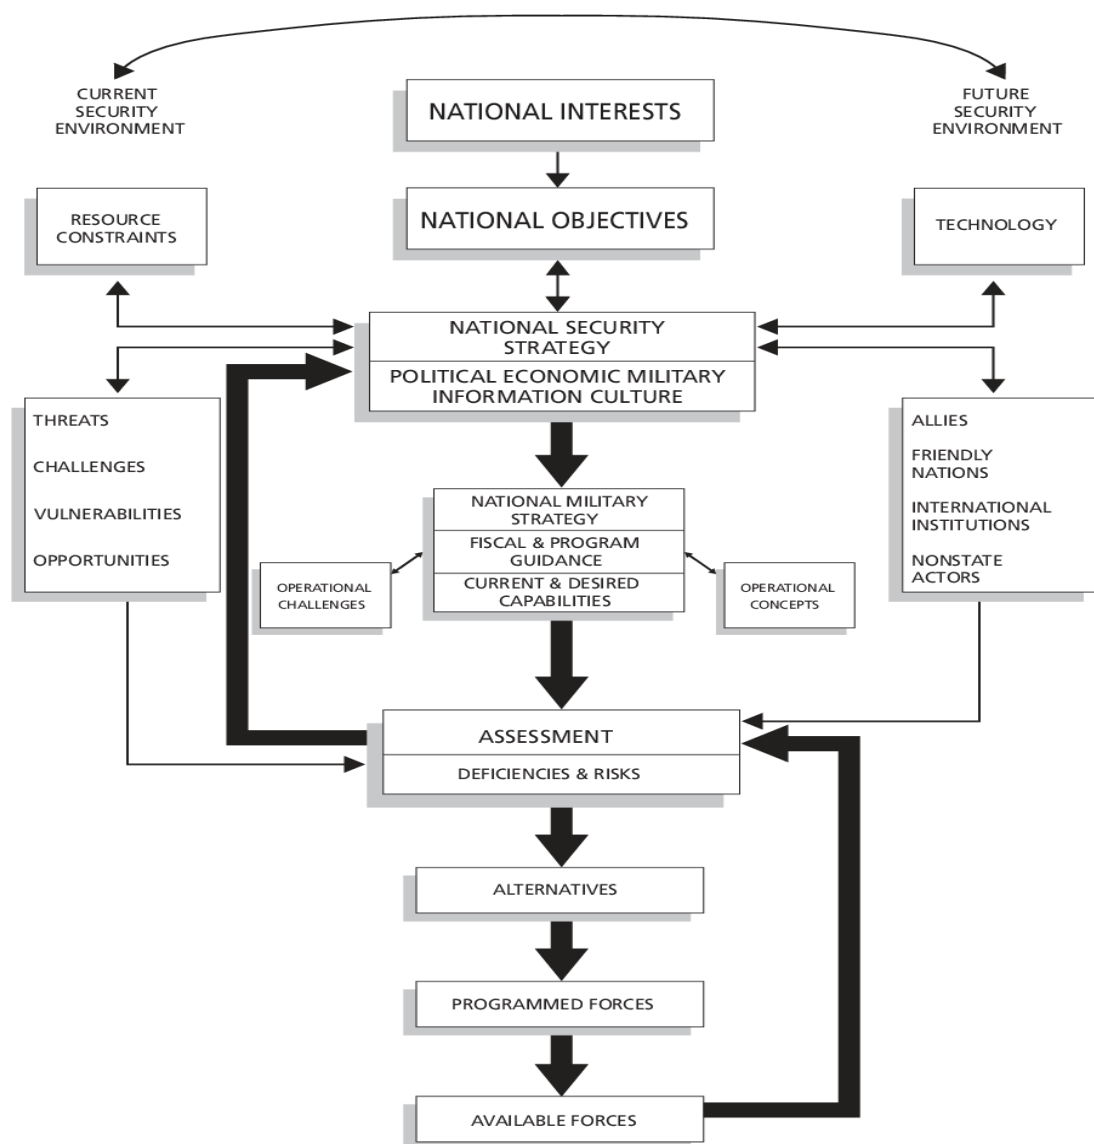 CURRENT
SECURITY
ENVIRONMENT
NATIONAL INTERESTS
FUTURE
SECURITY
ENVIRONMENT
RESOURCE
CONSTRAINTS
NATIONAL OBJECTIVES
TECHNOLOGY
NATIONAL SECURITY
STRATEGY
POLITICAL ECONOMIC MILITARY
INFORMATION CULTURE
THREATS
CHALLENGES
VULNERABILITIES
OPPORTUNITIES
ALLIES
FRIENDLY
NATIONS
INTERNATIONAL
INSTITUTIONS
NONSTATE
ACTORS
NATIONAL MILITARY
STRATEGY
FISCAL & PROGRAM
GUIDANCE
CURRENT & DESIRED
CAPABILITIES
OPERATIONAL
CHALLENGES
OPERATIONAL
CONCEPTS
ASSESSMENT
DEFICIENCIES & RISKS
ALTERNATIVES
PROGRAMMED FORCES
AVAILABLE FORCES